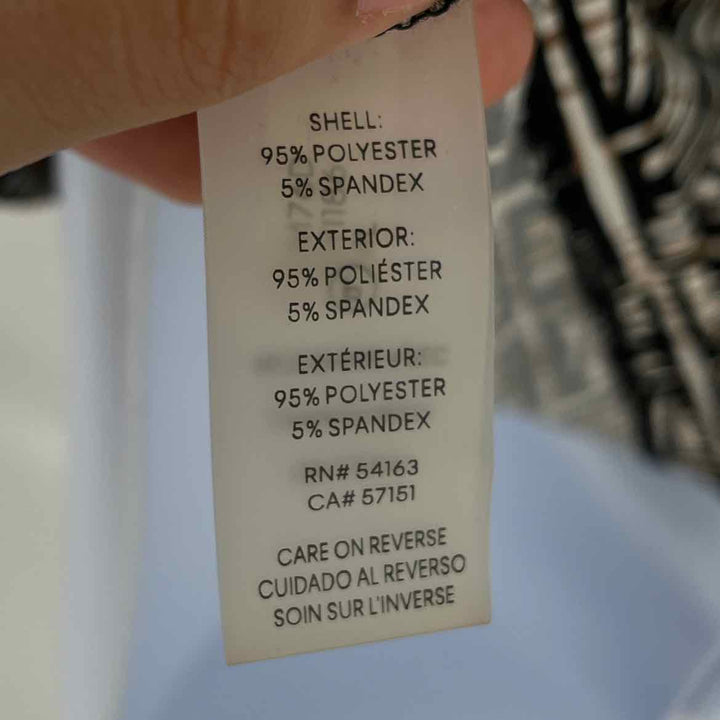 SHELL:
95% POLYESTER
5% SPANDEX
EXTERIOR:
95% POLIÉSTER
5% SPANDEX
EXTÉRIEUR:
95% POLYESTER
5% SPANDEX
RN# 54163
CA# 57151
CARE ON REVERSE
CUIDADO AL REVERSO
SOIN SUR L'INVERSE